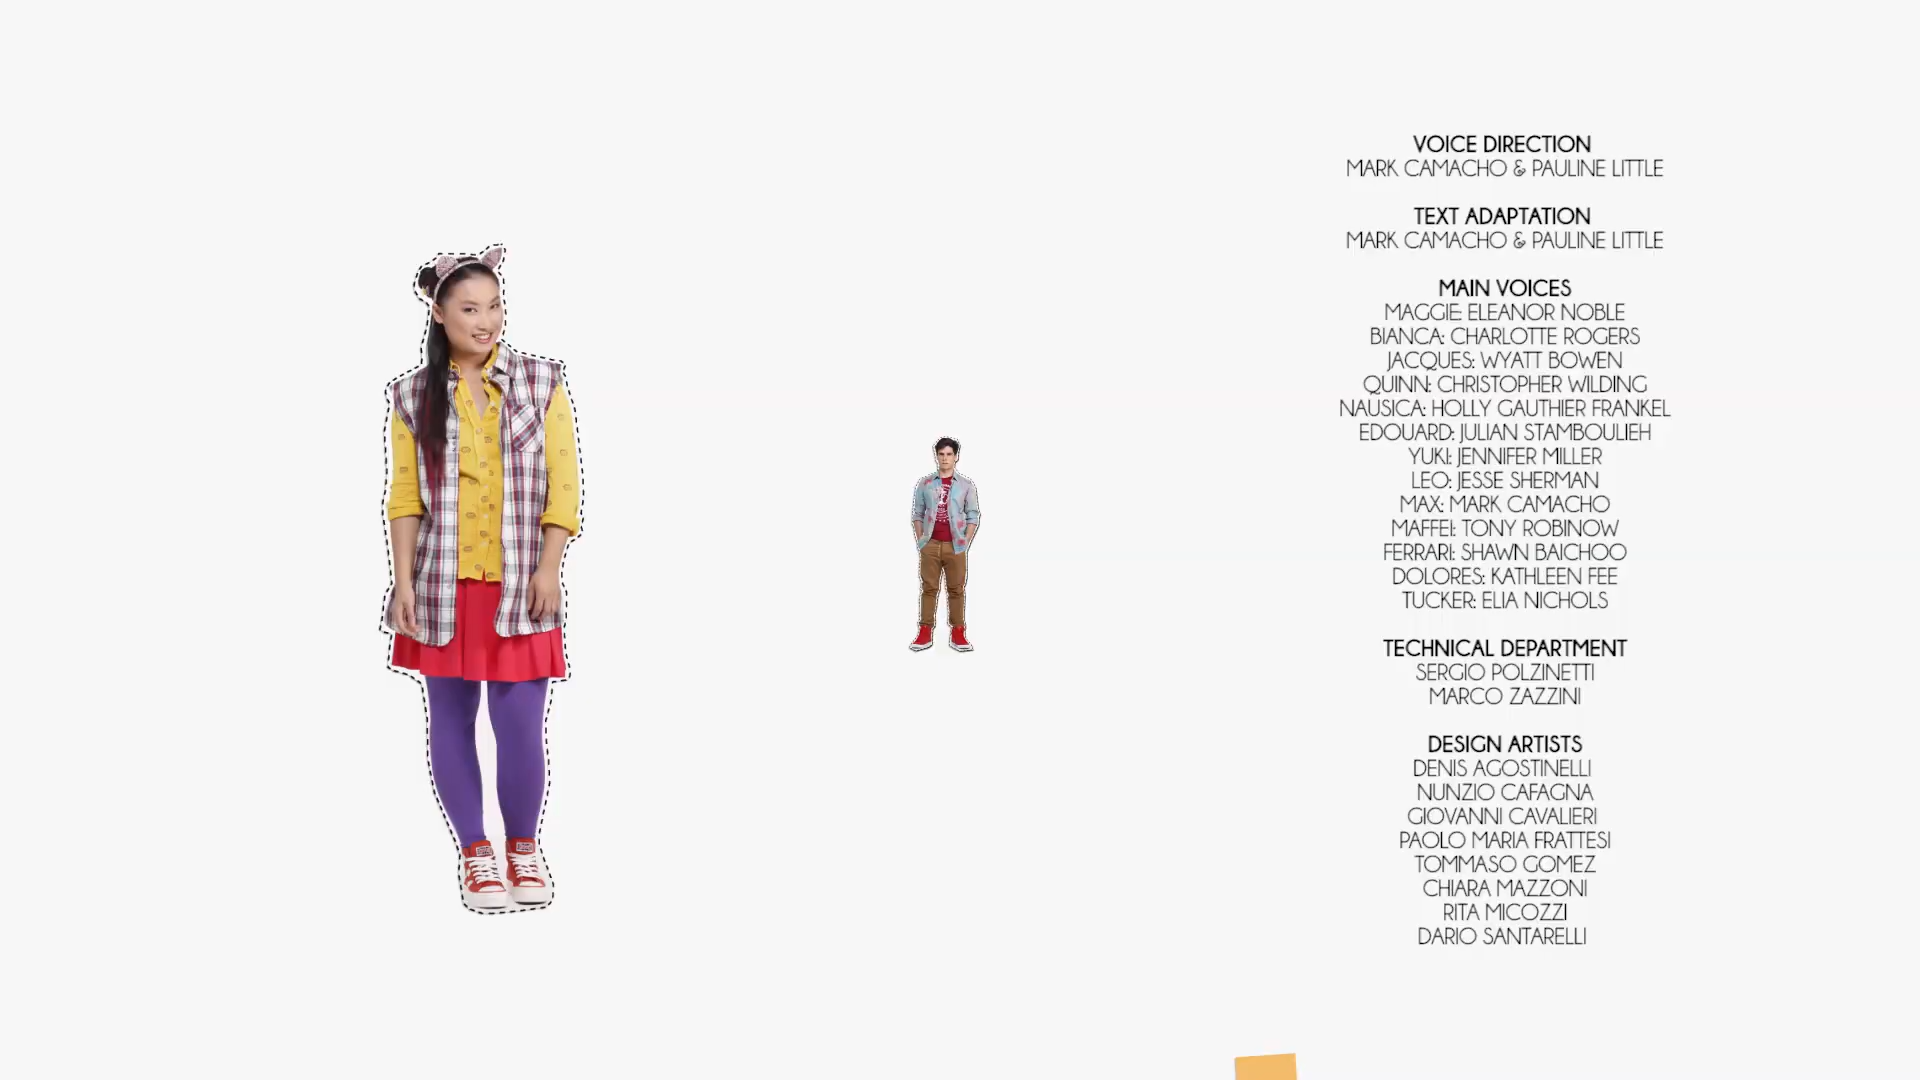 VOICE DIRECTION
MARK CAMACHO & PAULINE LITTLE
TEXT ADAPTATION
MARK CAMACHO & PAULINE LITTLE
MAIN VOICES
MAGGIE: ELEANOR NOBLE
BIANCA: CHARLOTTE ROGERS
JACQUES: WYATT BOWEN
QUINN: CHRISTOPHER WILDING
NAUSICA: HOLLY GAUTHIER FRANKEL
EDOUARD: JULIAN STAMBOULIEH
YUKI: JENNIFER MILLER
LEO: JESSE SHERMAN
MAX: MARK CAMACHO
MAFFEI: TONY ROBINOW
FERRARI: SHAWN BAICHOO
DOLORES: KATHLEEN FEE
TUCKER: ELIA NICHOLS
TECHNICAL DEPARTMENT
SERGIO POLZINETTI
MARCO ZAZZINI
DESIGN ARTISTS
DENIS AGOSTINELLI
NUNZIO CAFAGNA
GIOVANNI CAVALIERI
PAOLO MARIA FRATTESI
TOMMASO GOMEZ
CHIARA MAZZONI
RITA MICOZZI
DARIO SANTARELLI